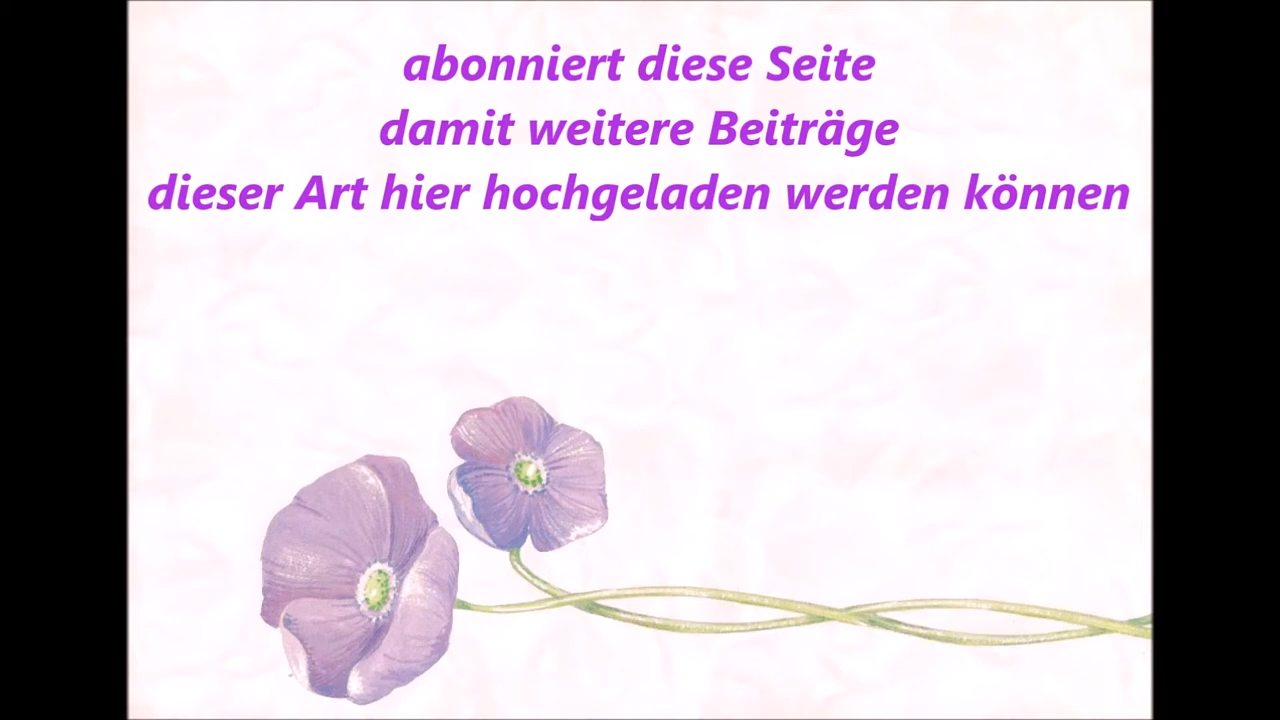 abonniert diese Seite
damit weitere Beiträge
dieser Art hier hochgeladen werden können